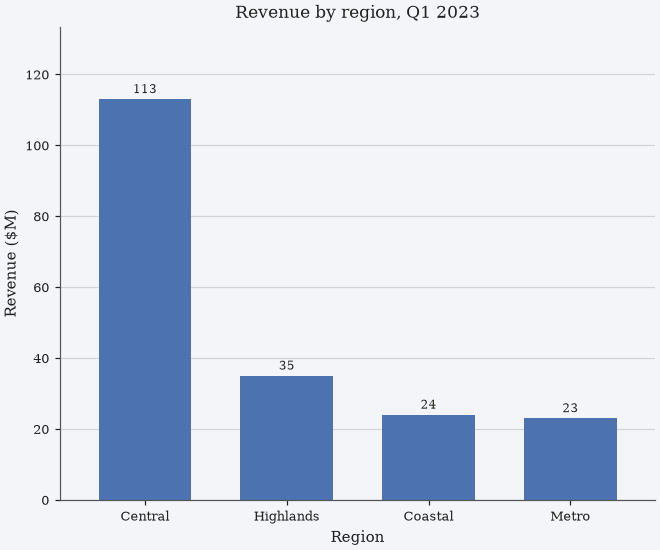 Revenue by region, Q1 2023
Revenue ($M)
120
100
80
60
40
20
0
113
35
24
23
Central
Highlands
Coastal
Metro
Region